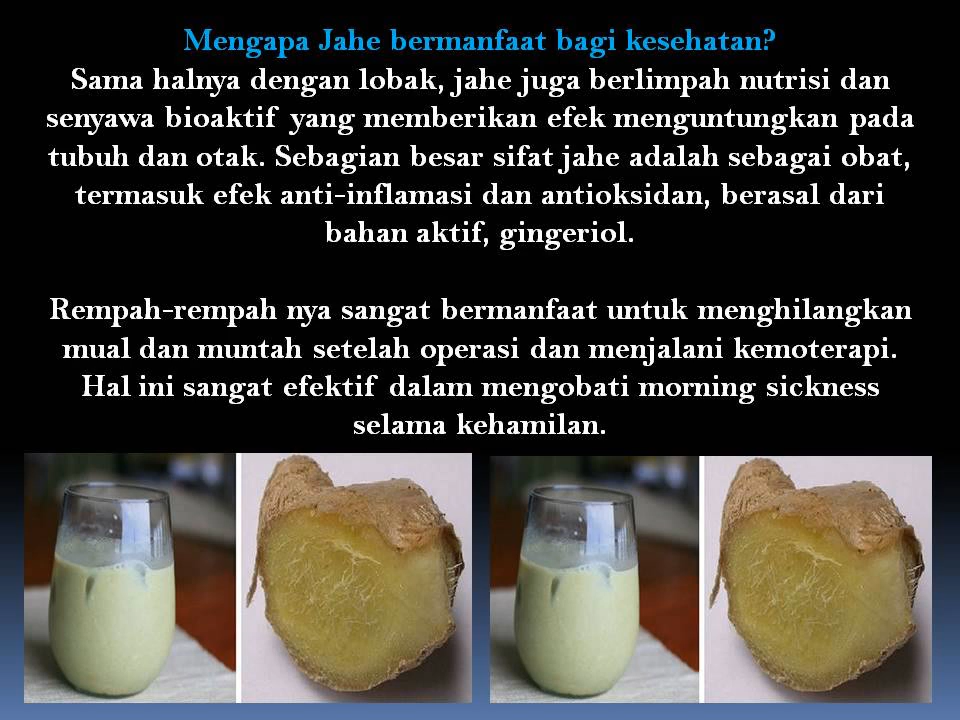 Mengapa Jahe bermanfaat bagi kesehatan?
Sama halnya dengan lobak, jahe juga berlimpah nutrisi dan
senyawa bioaktif yang memberikan efek menguntungkan pada
tubuh dan otak. Sebagian besar sifat jahe adalah sebagai obat,
termasuk efek anti-inflamasi dan antioksidan, berasal dari
bahan aktif, gingeriol.
Rempah-rempah nya sangat bermanfaat untuk menghilangkan
mual dan muntah setelah operasi dan menjalani kemoterapi.
Hal ini sangat efektif dalam mengobati morning sickness
selama kehamilan.